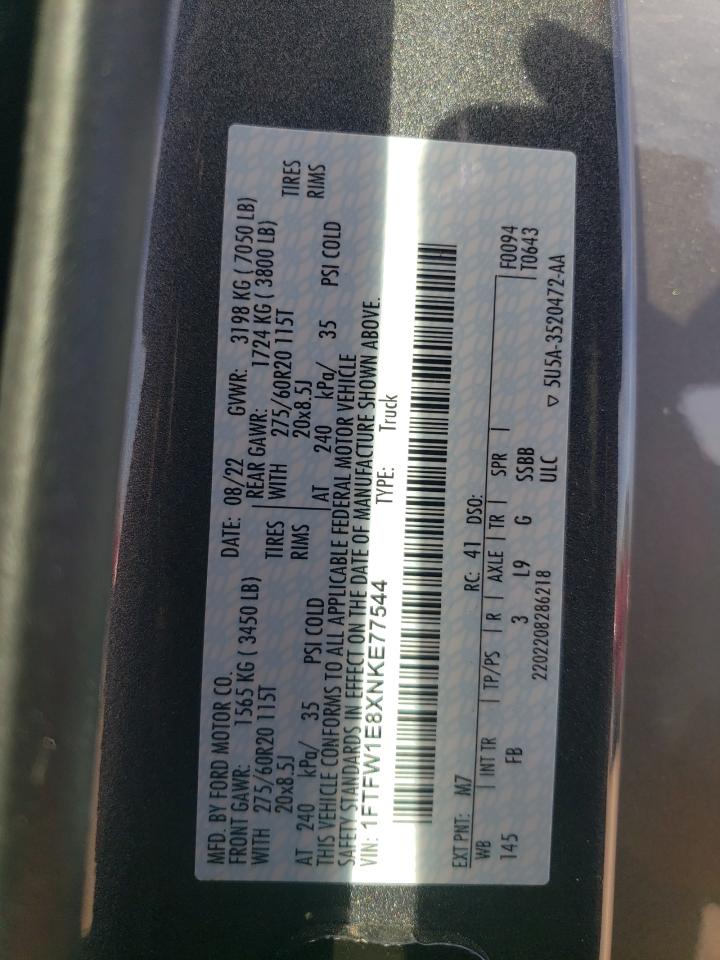 MFD. BY FORD MOTOR CO. DATE: 08/22 GVWR: 3198 KG ( 7050 LB)
FRONT GAWR: 1565 KG ( 3450 LB) REAR GAWR: 1724 KG ( 3800 LB)
WITH 275/60R20 115T TIRES WITH 275/60R20 115T TIRES
20x8.5J RIMS 20x8.5J RIMS
AT 240 kPa/ 35 PSI COLD AT 240 kPa/ 35 PSI COLD
THIS VEHICLE CONFORMS TO ALL APPLICABLE FEDERAL MOTOR VEHICLE
SAFETY STANDARDS IN EFFECT ON THE DATE OF MANUFACTURE SHOWN ABOVE.
VIN: 1FTFW1E8XNKE77544 TYPE: Truck
EXT PNT: M7 RC: 41 DSO:
WB INT TR TP/PS R AXLE TR SPR F0094
145 FB 3 L9 G SSBB T0643
2202208286218 ULC ▽ 5U5A-3520472-AA